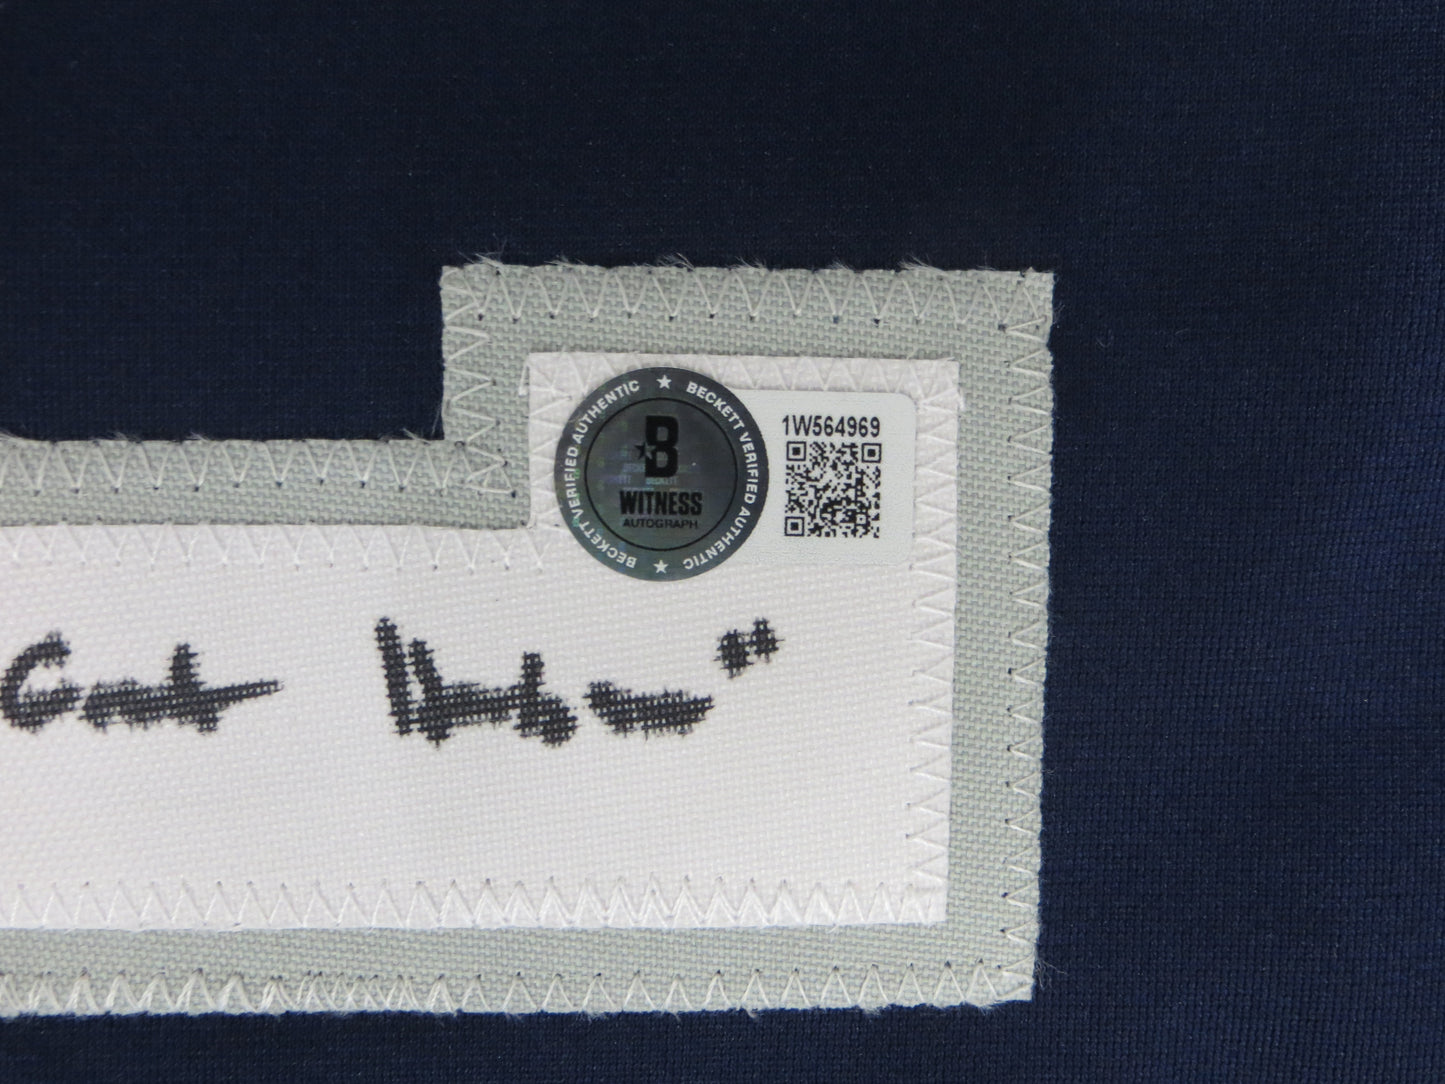 BECKETT VERIFIED AUTHENTIC ★ BECKETT VERIFIED AUTHENTIC ★
B
WITNESS
AUTOGRAPH
1W564969